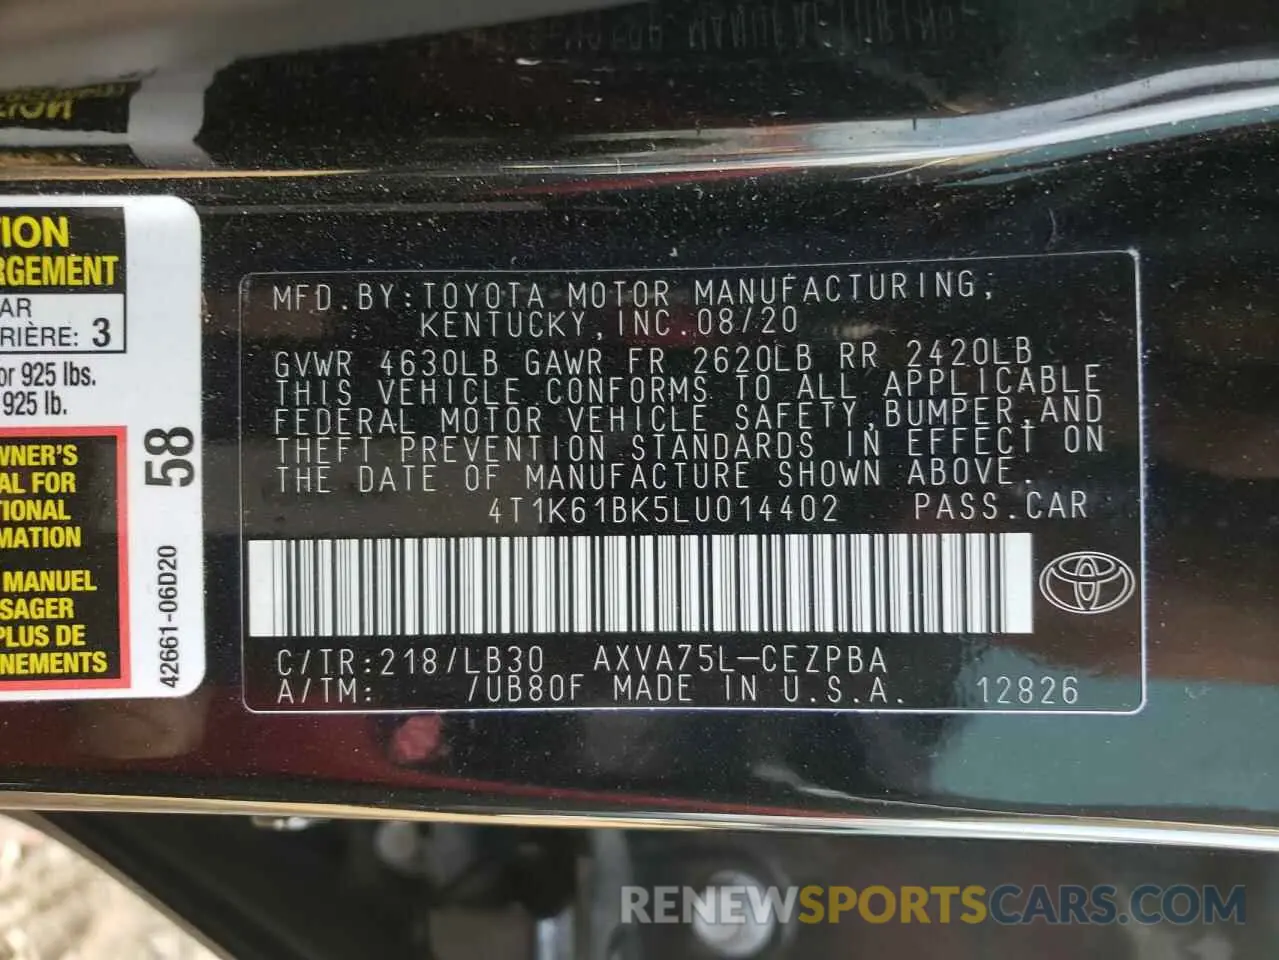 TION
RGEMENT
AR
RIÈRE: 3
or 925 lbs.
925 lb.
WNER'S
AL FOR
TIONAL
MATION
MANUEL
SAGER
PLUS DE
NEMENTS
58
42661-06D20
MFD.BY:TOYOTA MOTOR MANUFACTURING,
KENTUCKY,INC.08/20
GVWR 4630LB GAWR FR 2620LB RR 2420LB
THIS VEHICLE CONFORMS TO ALL APPLICABLE
FEDERAL MOTOR VEHICLE SAFETY,BUMPER,AND
THEFT PREVENTION STANDARDS IN EFFECT ON
THE DATE OF MANUFACTURE SHOWN ABOVE.
4T1K61BK5LU014402 PASS.CAR
C/TR:218/LB30 AXVA75L-CEZPBA
A/TM: /UB80F MADE IN U.S.A. 12826
RENEWSPORTSCARS.COM